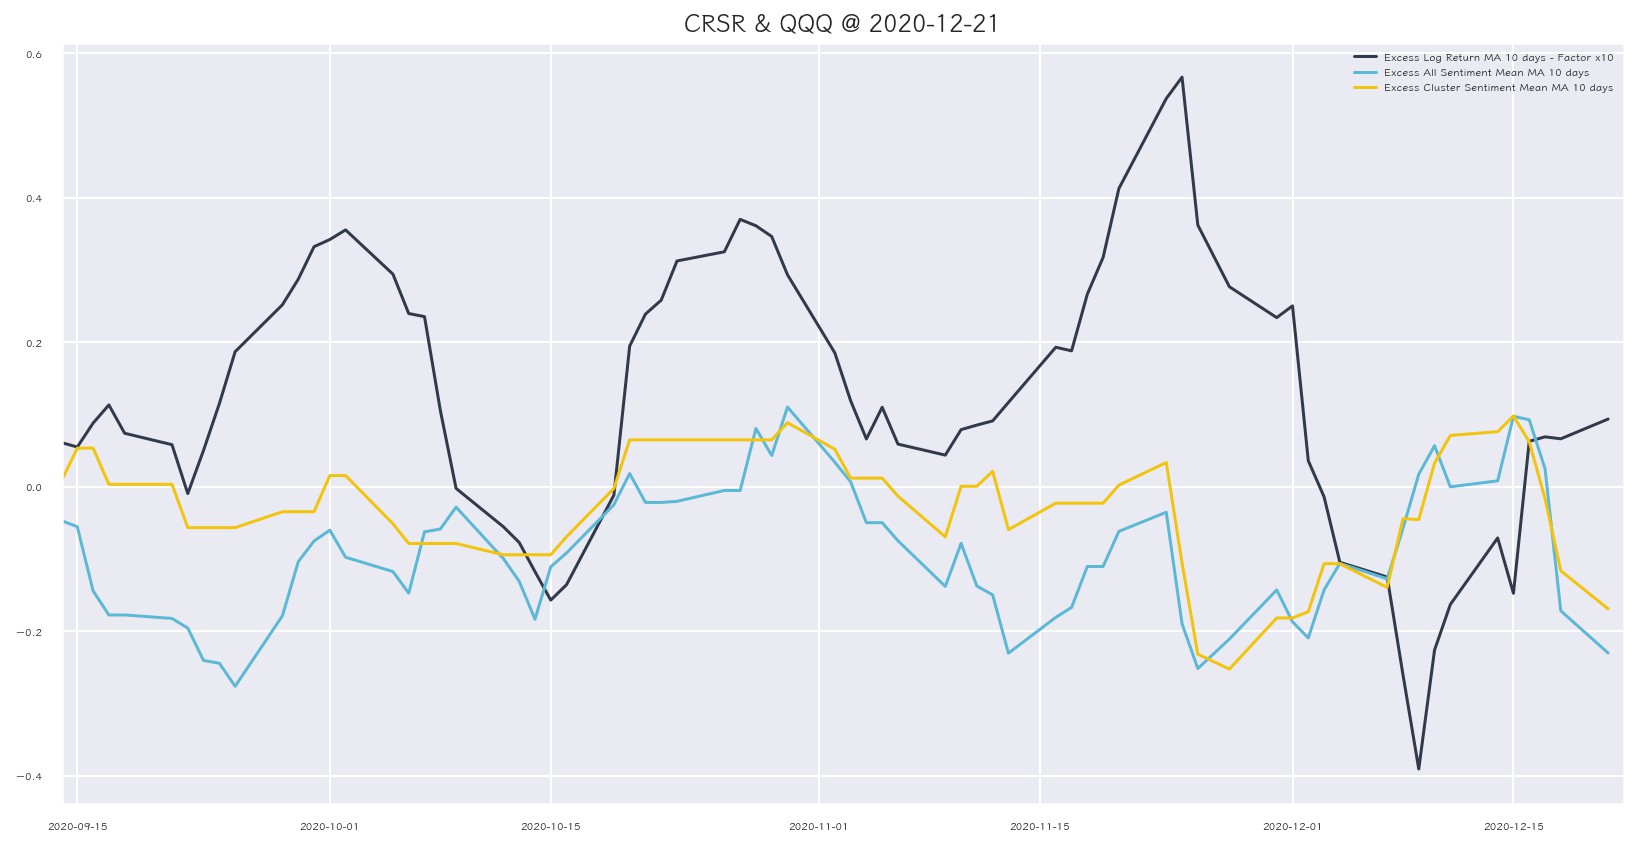 CRSR & QQQ @ 2020-12-21
Excess Log Return MA 10 days - Factor x10
Excess All Sentiment Mean MA 10 days
Excess Cluster Sentiment Mean MA 10 days
0.6
0.4
0.2
0.0
−0.2
−0.4
2020-09-15 2020-10-01 2020-10-15 2020-11-01 2020-11-15 2020-12-01 2020-12-15